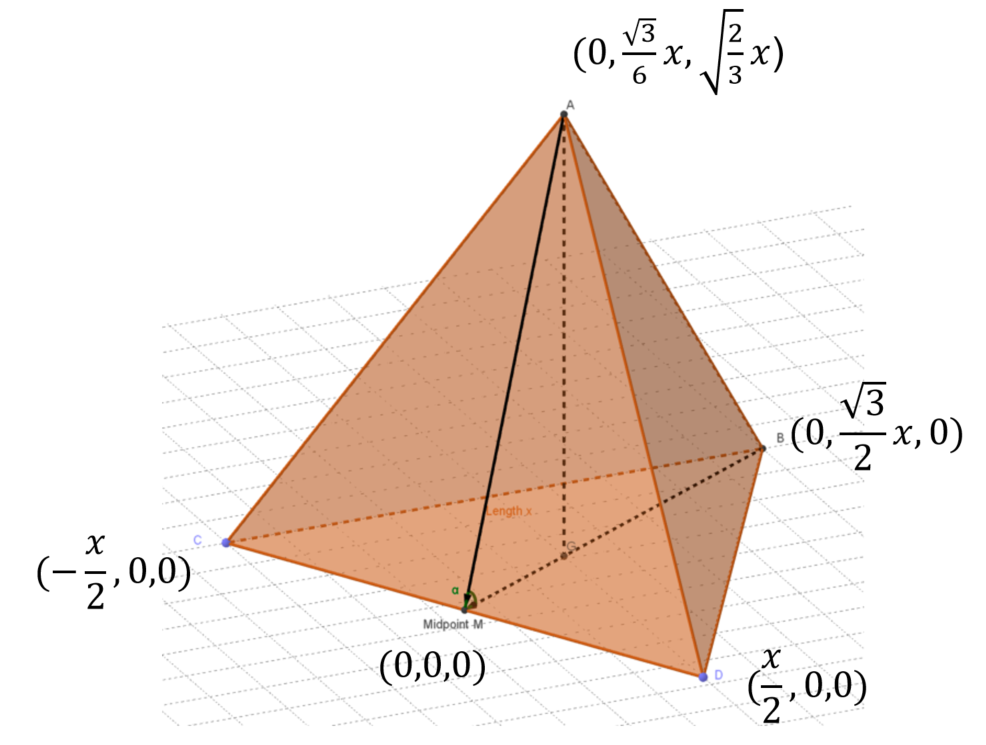 (0, √3/6 x, √(2/3) x)
A
B (0, √3/2 x, 0)
Length x
C
(− x/2 , 0,0)
G
α
Midpoint M
(0,0,0)
D
(x/2 , 0,0)